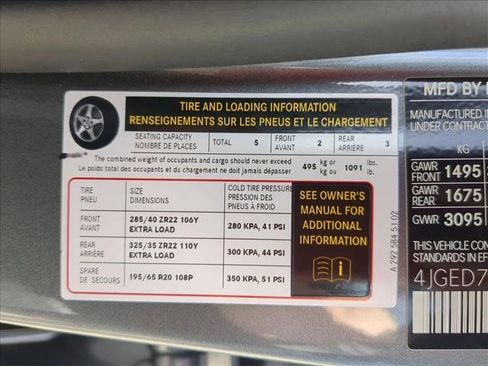 TIRE AND LOADING INFORMATION
RENSEIGNEMENTS SUR LES PNEUS ET LE CHARGEMENT
SEATING CAPACITY TOTAL 5 FRONT 2 REAR 3
NOMBRE DE PLACES AVANT ARRIÈRE
The combined weight of occupants and cargo should never exceed 495 kg or 1091 lbs.
Le poids total des occupants et du chargement ne doit jamais dépasser kg ou lb.
TIRE SIZE COLD TIRE PRESSURE
PNEU DIMENSIONS PRESSION DES
PNEUS À FROID
FRONT 285/40 ZR22 106Y 280 KPA, 41 PSI
AVANT EXTRA LOAD
REAR 325/35 ZR22 110Y 300 KPA, 44 PSI
ARRIÈRE EXTRA LOAD
SPARE 195/65 R20 108P 350 KPA, 51 PSI
DE SECOURS
SEE OWNER'S
MANUAL FOR
ADDITIONAL
INFORMATION
A 292 584 51 02
MFD BY
MANUFACTURED IN
UNDER CONTRACT
KG
GAWR
FRONT 1495
GAWR
REAR 1675
GVWR 3095
THIS VEHICLE CON
STANDARDS IN EF
4JGED7